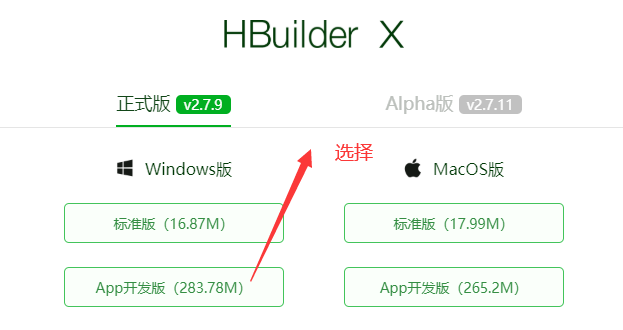 HBuilder X
正式版 v2.7.9 Alpha版 v2.7.11
选择
Windows版 MacOS版
标准版（16.87M） 标准版（17.99M）
App开发版（283.78M） App开发版（265.2M）